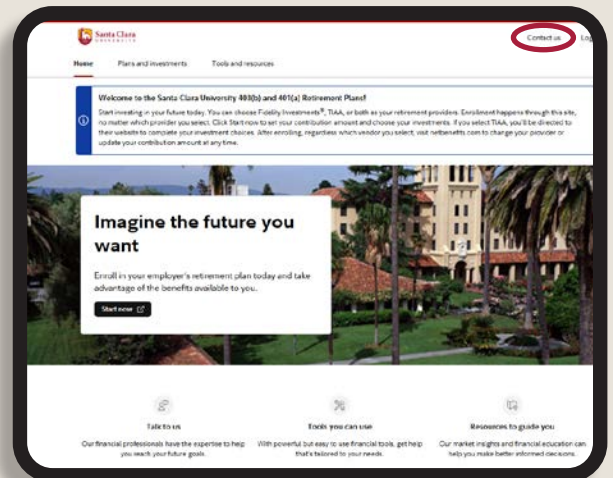 Santa Clara
UNIVERSITY
Contact us
Log
Home
Plans and investments
Tools and resources
Welcome to the Santa Clara University 403(b) and 401(a) Retirement Plans!
Start investing in your future today. You can choose Fidelity Investments®, TIAA, or both as your retirement providers. Enrollment happens through this site,
no matter which provider you select. Click Start now to set your contribution amount and choose your investments. If you select TIAA, you'll be directed to
their website to complete your investment choices. After enrolling, regardless which vendor you select, visit netbenefits.com to change your provider or
update your contribution amount at any time.
Imagine the future you
want
Enroll in your employer's retirement plan today and take
advantage of the benefits available to you.
Start now
Talk to us
Our financial professionals have the expertise to help
you reach your future goals.
Tools you can use
With powerful but easy to use financial tools, get help
that's tailored to your needs.
Resources to guide you
Our market insights and financial education can
help you make better informed decisions.